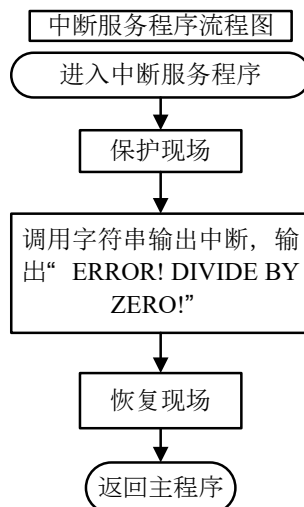 中断服务程序流程图
进入中断服务程序
保护现场
调用字符串输出中断，输
出“ ERROR! DIVIDE BY
ZERO!”
恢复现场
返回主程序